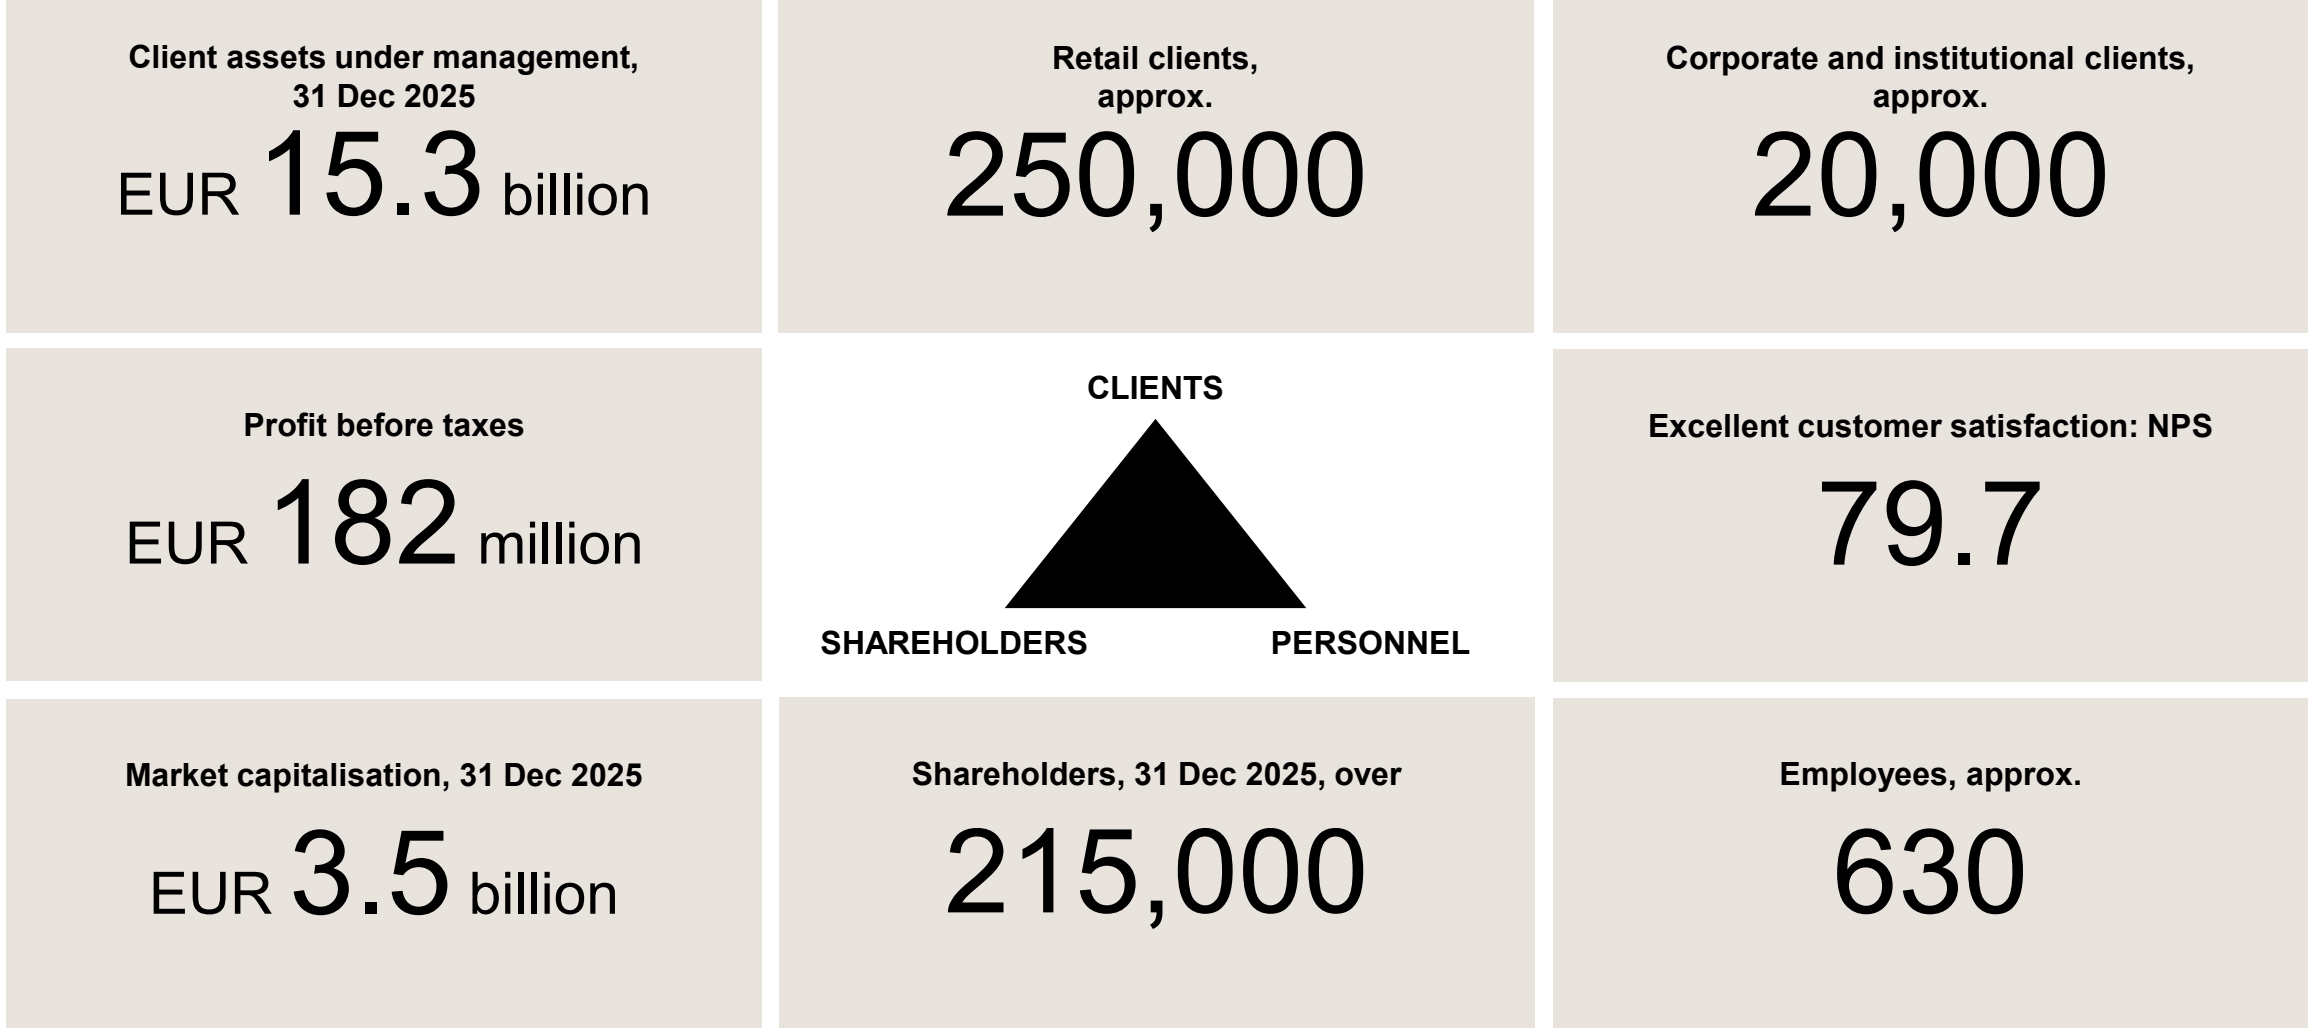 Client assets under management,
31 Dec 2025
EUR 15.3 billion
Retail clients,
approx.
250,000
Corporate and institutional clients,
approx.
20,000
Profit before taxes
EUR 182 million
CLIENTS
SHAREHOLDERS
PERSONNEL
Excellent customer satisfaction: NPS
79.7
Market capitalisation, 31 Dec 2025
EUR 3.5 billion
Shareholders, 31 Dec 2025, over
215,000
Employees, approx.
630